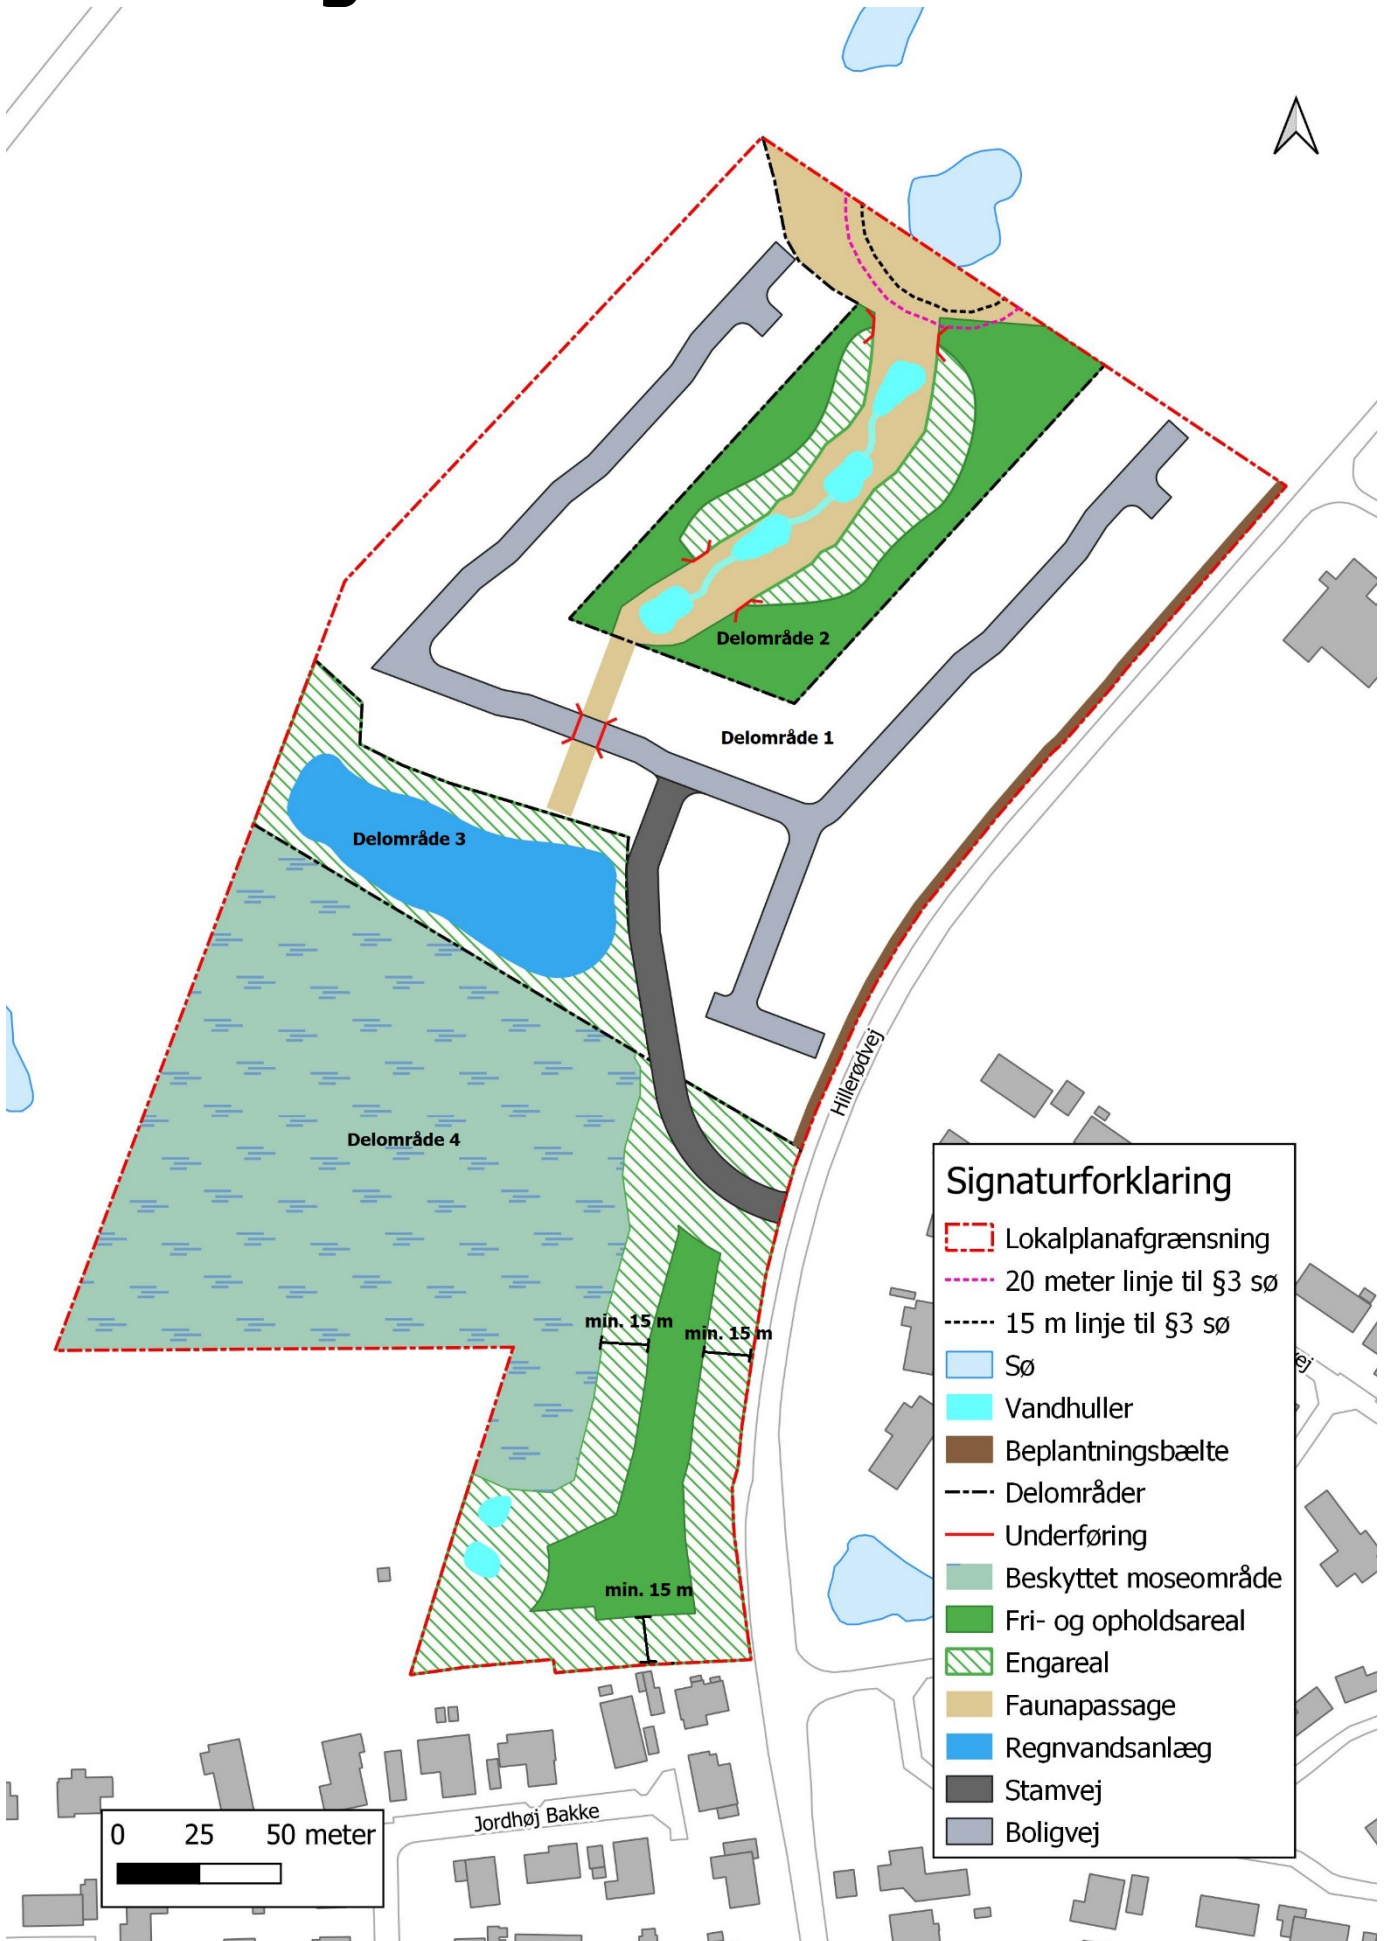 Delområde 2
Delområde 1
Delområde 3
Hillerødvej
Delområde 4
Signaturforklaring
Lokalplanafgrænsning
20 meter linje til §3 sø
15 m linje til §3 sø
Sø
Vandhuller
Beplantningsbælte
Delområder
Underføring
Beskyttet moseområde
Fri- og opholdsareal
Engareal
Faunapassage
Regnvandsanlæg
Stamvej
Boligvej
min. 15 m
min. 15 m
min. 15 m
Jordhøj Bakke
0 25 50 meter